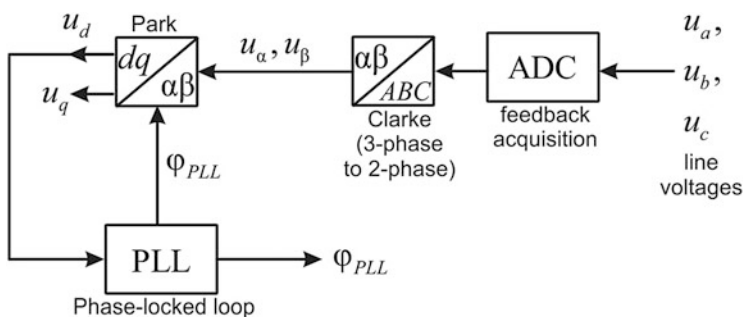 Park
u_d
dq
αβ
u_q
u_α, u_β
αβ
ABC
Clarke
(3-phase
to 2-phase)
ADC
feedback
acquisition
u_a,
u_b,
u_c
line
voltages
φ_PLL
PLL
φ_PLL
Phase-locked loop